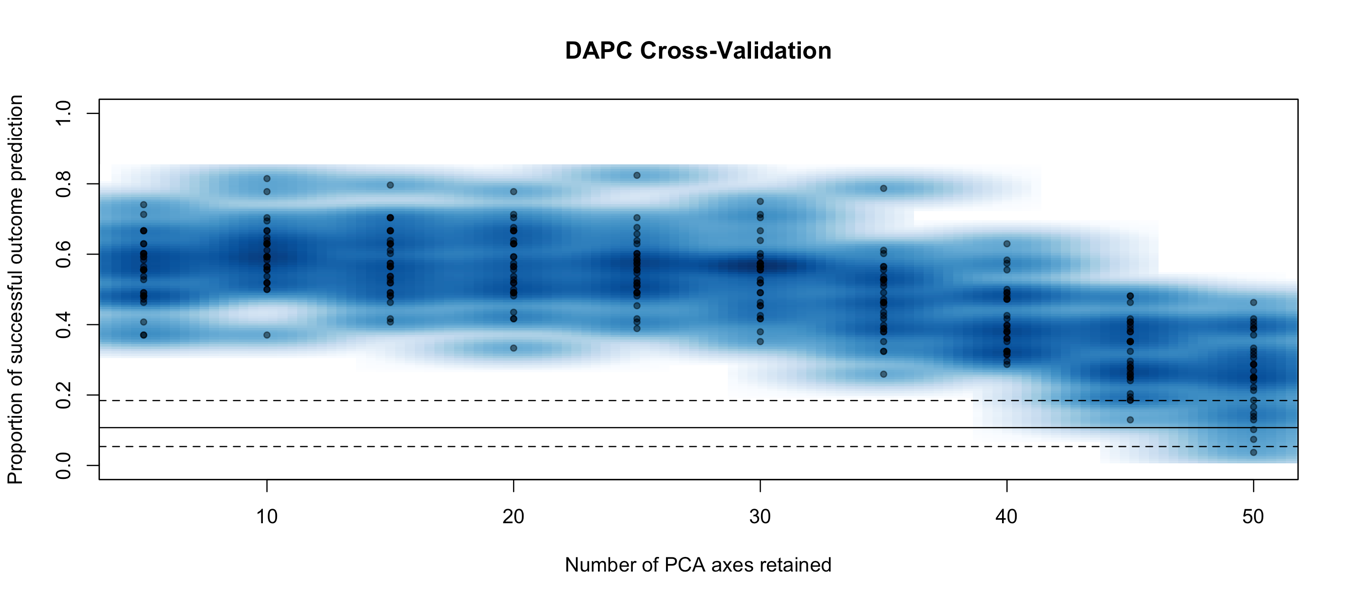 DAPC Cross-Validation
Proportion of successful outcome prediction
1.0
0.8
0.6
0.4
0.2
0.0
10 20 30 40 50
Number of PCA axes retained